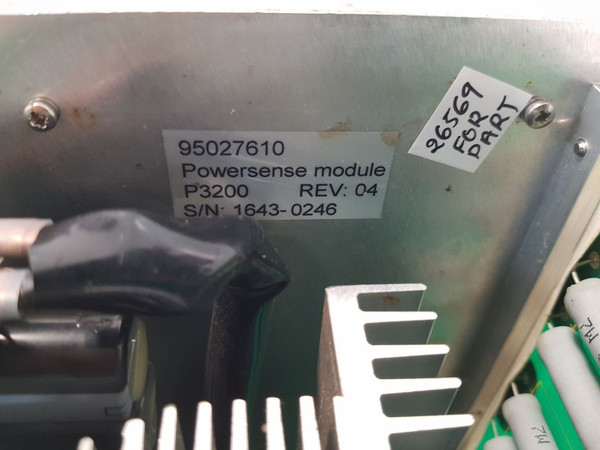 95027610
Powersense module
P3200 REV: 04
S/N: 1643-0246
26569
FOR
PART